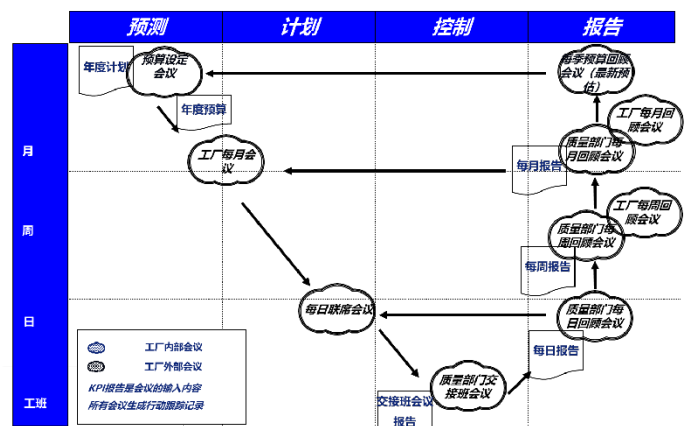 预测
计划
控制
报告
年度计划
预算设定
会议
每季预算回顾
会议（最新预
估）
年度预算
工厂每月回
顾会议
月
工厂每月会
议
每月报告
质量部门每
月回顾会议
周
工厂每周回
顾会议
质量部门每
周回顾会议
每周报告
日
每日联席会议
质量部门每
日回顾会议
每日报告
工厂内部会议
工厂外部会议
KPI报告是会议的输入内容
所有会议生成行动跟踪记录
工班
交接班会议
报告
质量部门交
接班会议